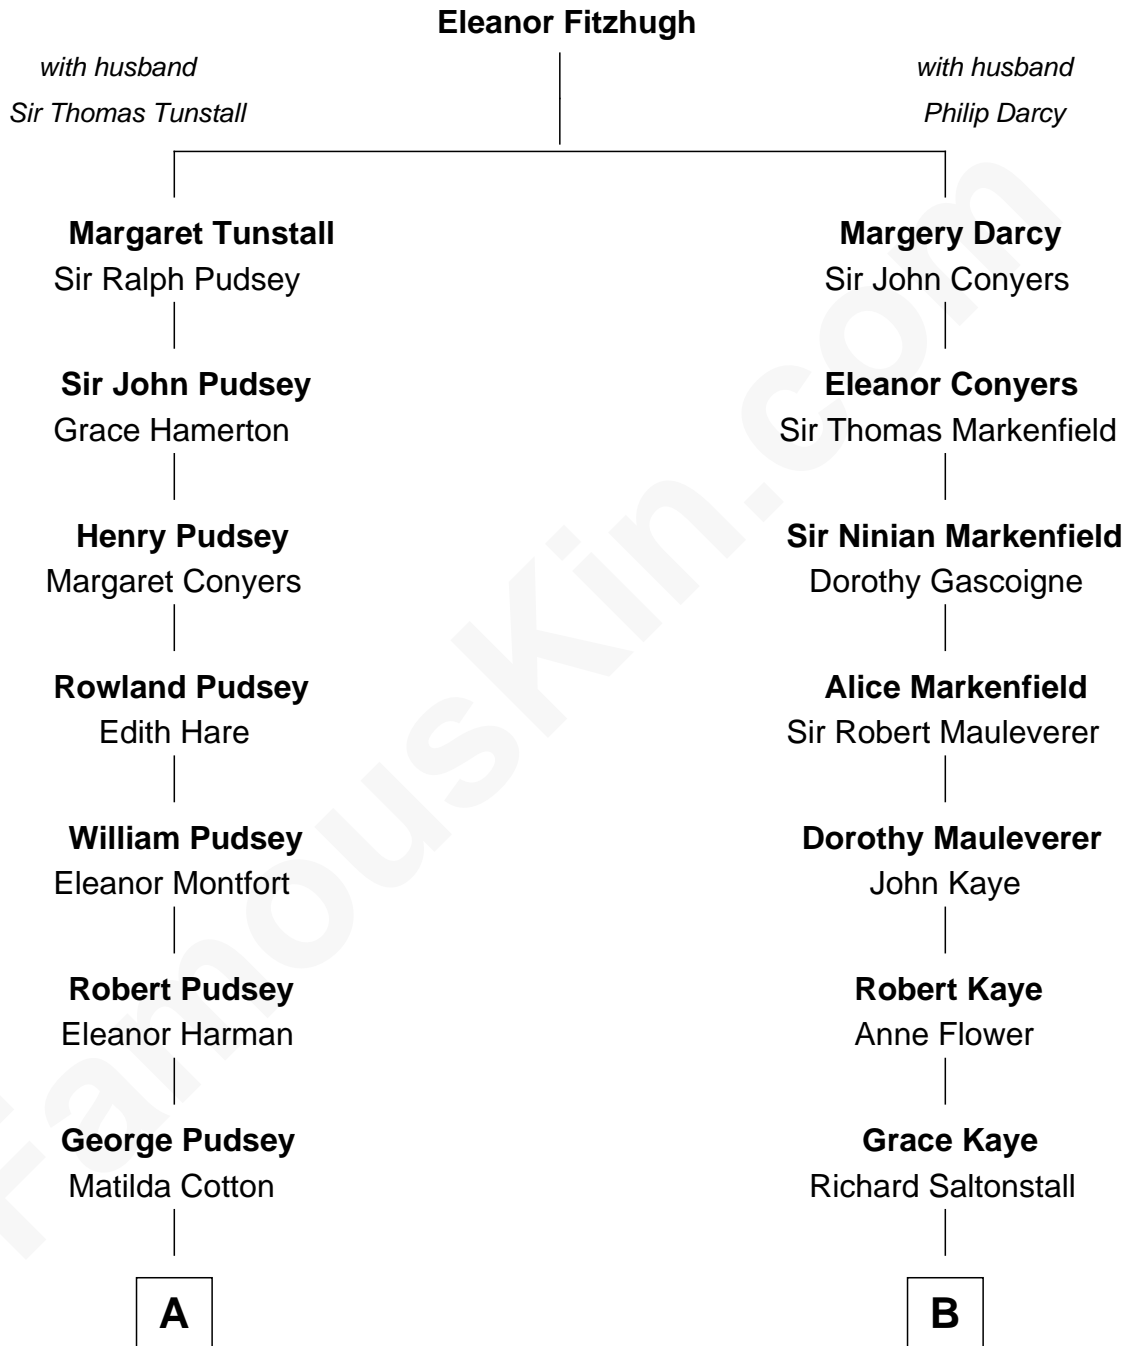 Eleanor Fitzhugh
with husband
Sir Thomas Tunstall
with husband
Philip Darcy
Margaret Tunstall
Sir Ralph Pudsey
Margery Darcy
Sir John Conyers
Sir John Pudsey
Grace Hamerton
Eleanor Conyers
Sir Thomas Markenfield
Henry Pudsey
Margaret Conyers
Sir Ninian Markenfield
Dorothy Gascoigne
Rowland Pudsey
Edith Hare
Alice Markenfield
Sir Robert Mauleverer
William Pudsey
Eleanor Montfort
Dorothy Mauleverer
John Kaye
Robert Pudsey
Eleanor Harman
Robert Kaye
Anne Flower
George Pudsey
Matilda Cotton
Grace Kaye
Richard Saltonstall
A
B
FamousKin.com